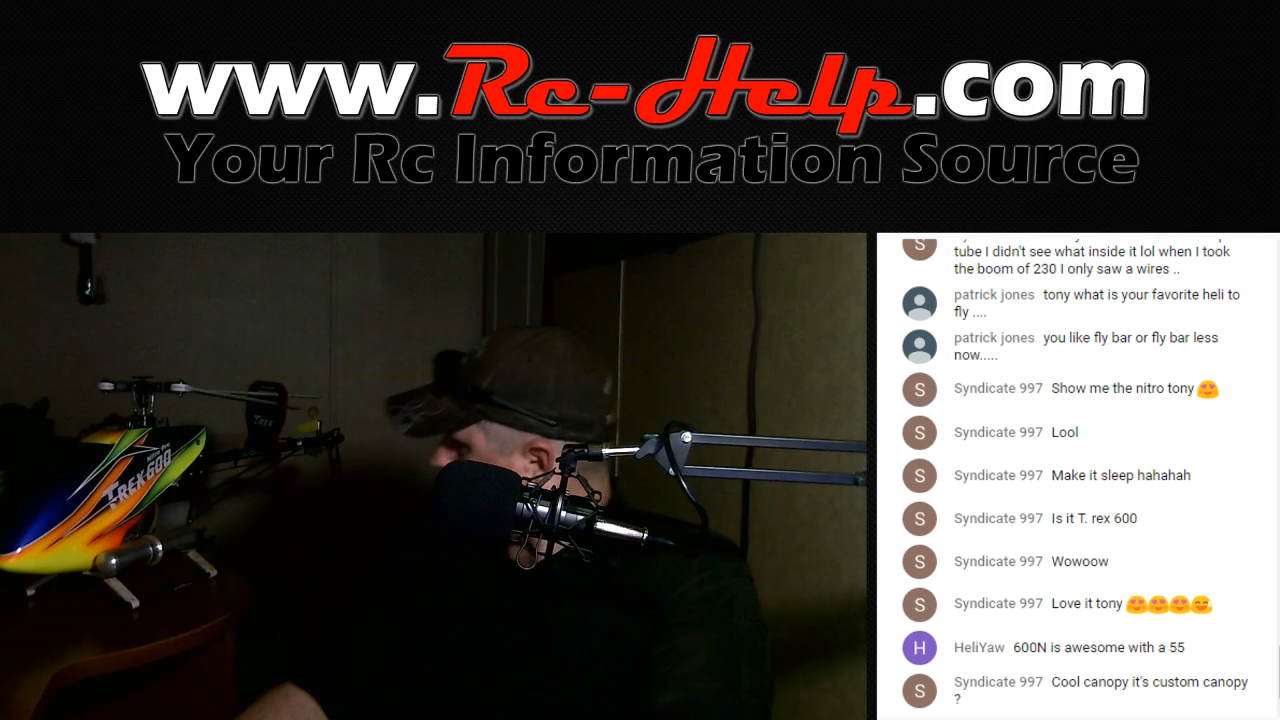 www.Rc-Help.com
Your Rc Information Source
tube I didn't see what inside it lol when I took
the boom of 230 I only saw a wires ..
patrick jones tony what is your favorite heli to
fly ....
patrick jones you like fly bar or fly bar less
now.....
S Syndicate 997 Show me the nitro tony 😍
S Syndicate 997 Lool
S Syndicate 997 Make it sleep hahahah
S Syndicate 997 Is it T. rex 600
S Syndicate 997 Wowoow
S Syndicate 997 Love it tony 😍😍😍🤗
H HeliYaw 600N is awesome with a 55
S Syndicate 997 Cool canopy it's custom canopy
?
TREX 600
T-REX